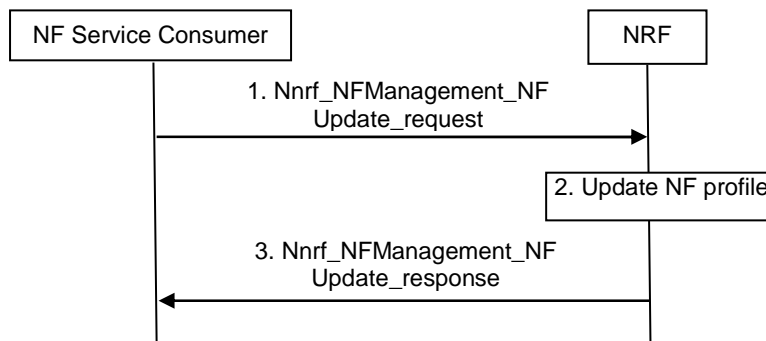 NF Service Consumer
NRF
1. Nnrf_NFManagement_NF
Update_request
2. Update NF profile
3. Nnrf_NFManagement_NF
Update_response